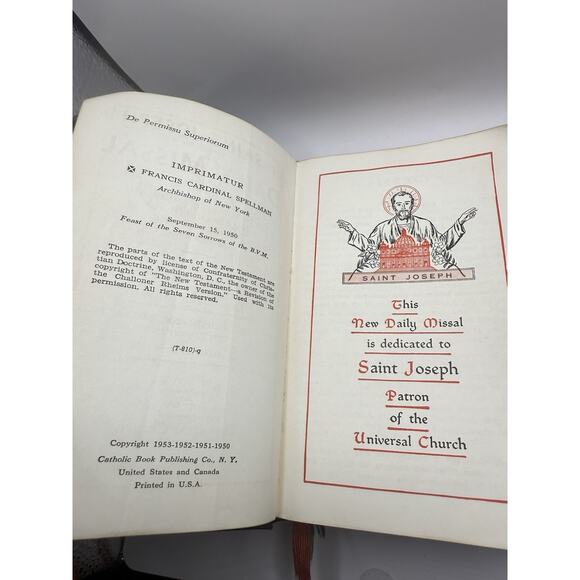 De Permissu Superiorum
IMPRIMATUR
✠ FRANCIS CARDINAL SPELLMAN
Archbishop of New York
September 15, 1950
Feast of the Seven Sorrows of the B.V.M.
The parts of the text of the New Testament are
reproduced by license of Confraternity of Chris-
tian Doctrine, Washington, D. C., the owner of the
copyright of "The New Testament—a Revision of
the Challoner Rheims Version." Used with its
permission. All rights reserved.
(T-810)-q
Copyright 1953-1952-1951-1950
Catholic Book Publishing Co., N. Y.
United States and Canada
Printed in U.S.A.
SAINT JOSEPH
This
New Daily Missal
is dedicated to
Saint Joseph
Patron
of the
Universal Church